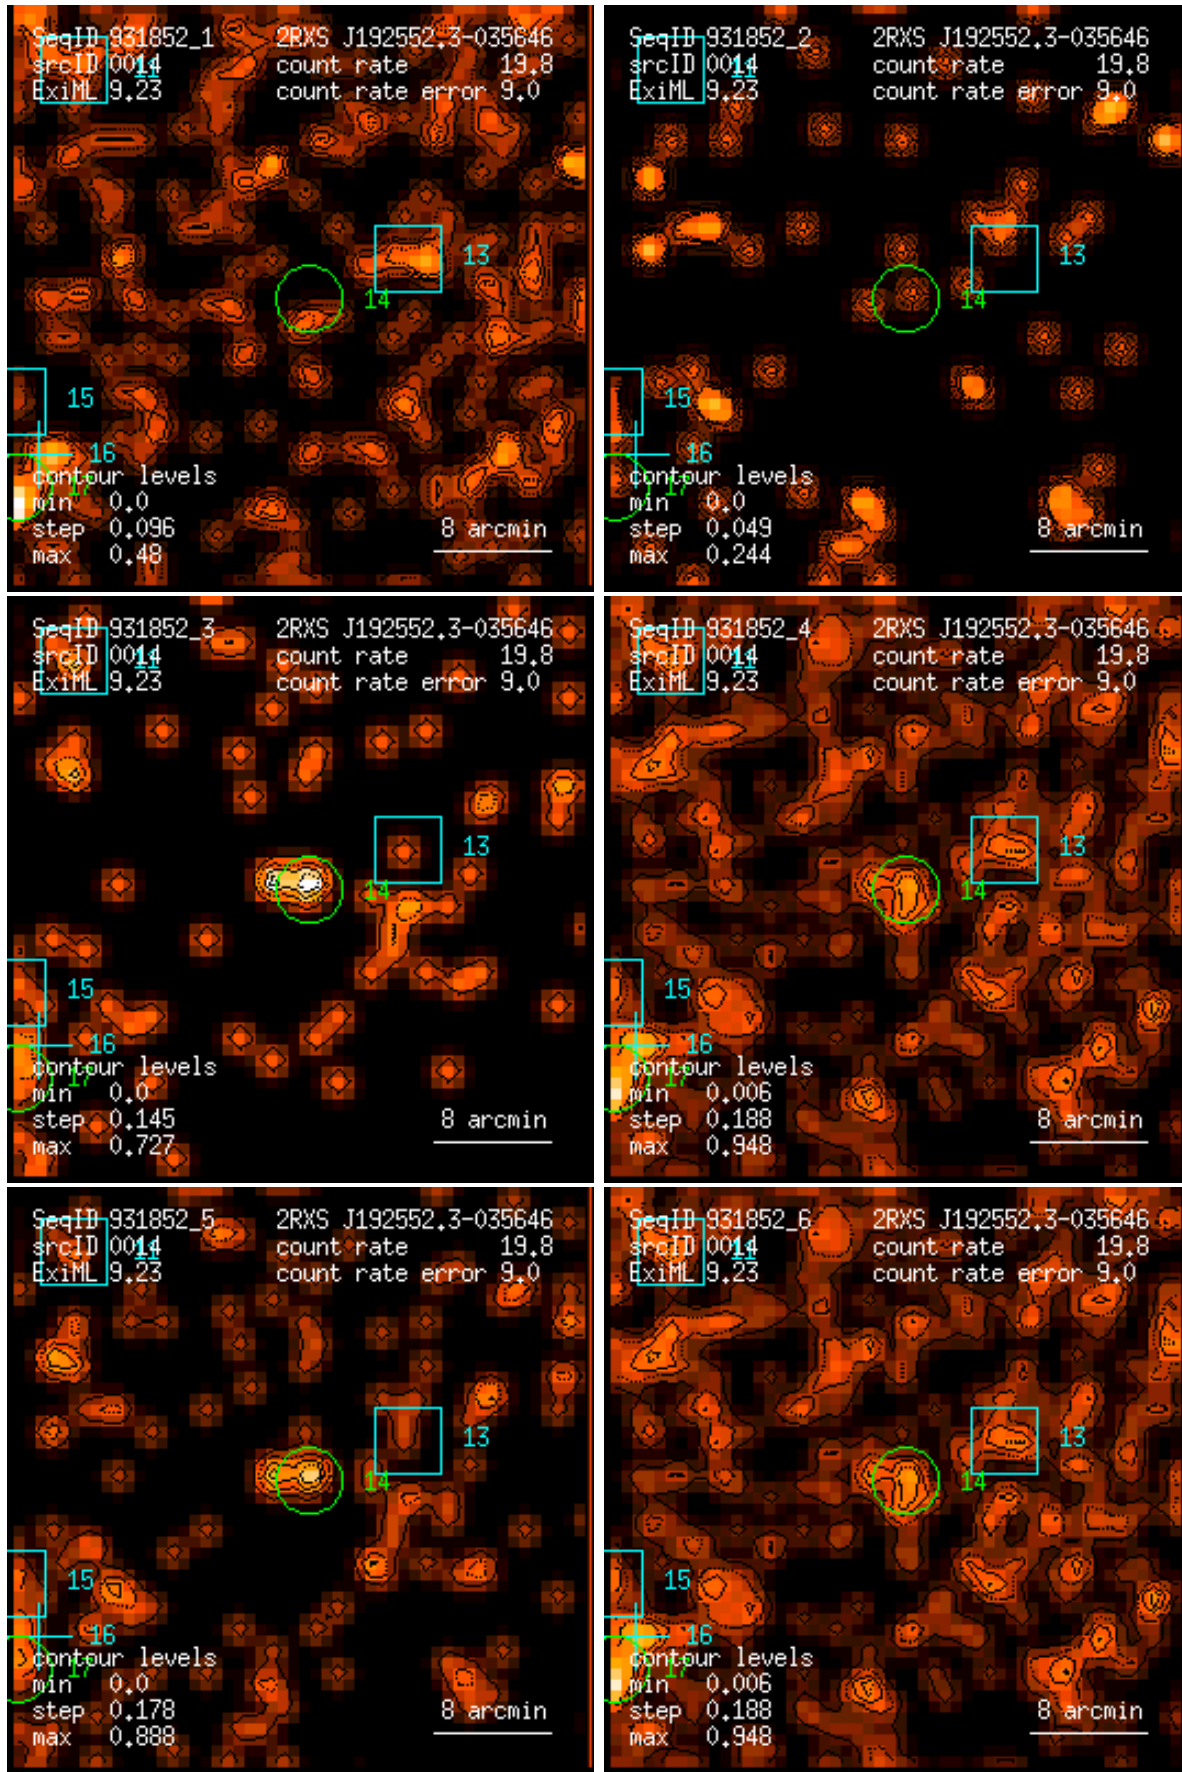 SeqID 931852_1 2RXS J192552.3-035646
srcID 0014 count rate 19.8
ExiML 9.23 count rate error 9.0
11
13
14
15
16
17
contour levels
min 0.0
step 0.096
max 0.48
8 arcmin
SeqID 931852_2 2RXS J192552.3-035646
srcID 0014 count rate 19.8
ExiML 9.23 count rate error 9.0
11
13
14
15
16
17
contour levels
min 0.0
step 0.049
max 0.244
8 arcmin
SeqID 931852_3 2RXS J192552.3-035646
srcID 0014 count rate 19.8
ExiML 9.23 count rate error 9.0
11
13
14
15
16
17
contour levels
min 0.0
step 0.145
max 0.727
8 arcmin
SeqID 931852_4 2RXS J192552.3-035646
srcID 0014 count rate 19.8
ExiML 9.23 count rate error 9.0
11
13
14
15
16
17
contour levels
min 0.006
step 0.188
max 0.948
8 arcmin
SeqID 931852_5 2RXS J192552.3-035646
srcID 0014 count rate 19.8
ExiML 9.23 count rate error 9.0
11
13
14
15
16
17
contour levels
min 0.0
step 0.178
max 0.888
8 arcmin
SeqID 931852_6 2RXS J192552.3-035646
srcID 0014 count rate 19.8
ExiML 9.23 count rate error 9.0
11
13
14
15
16
17
contour levels
min 0.006
step 0.188
max 0.948
8 arcmin